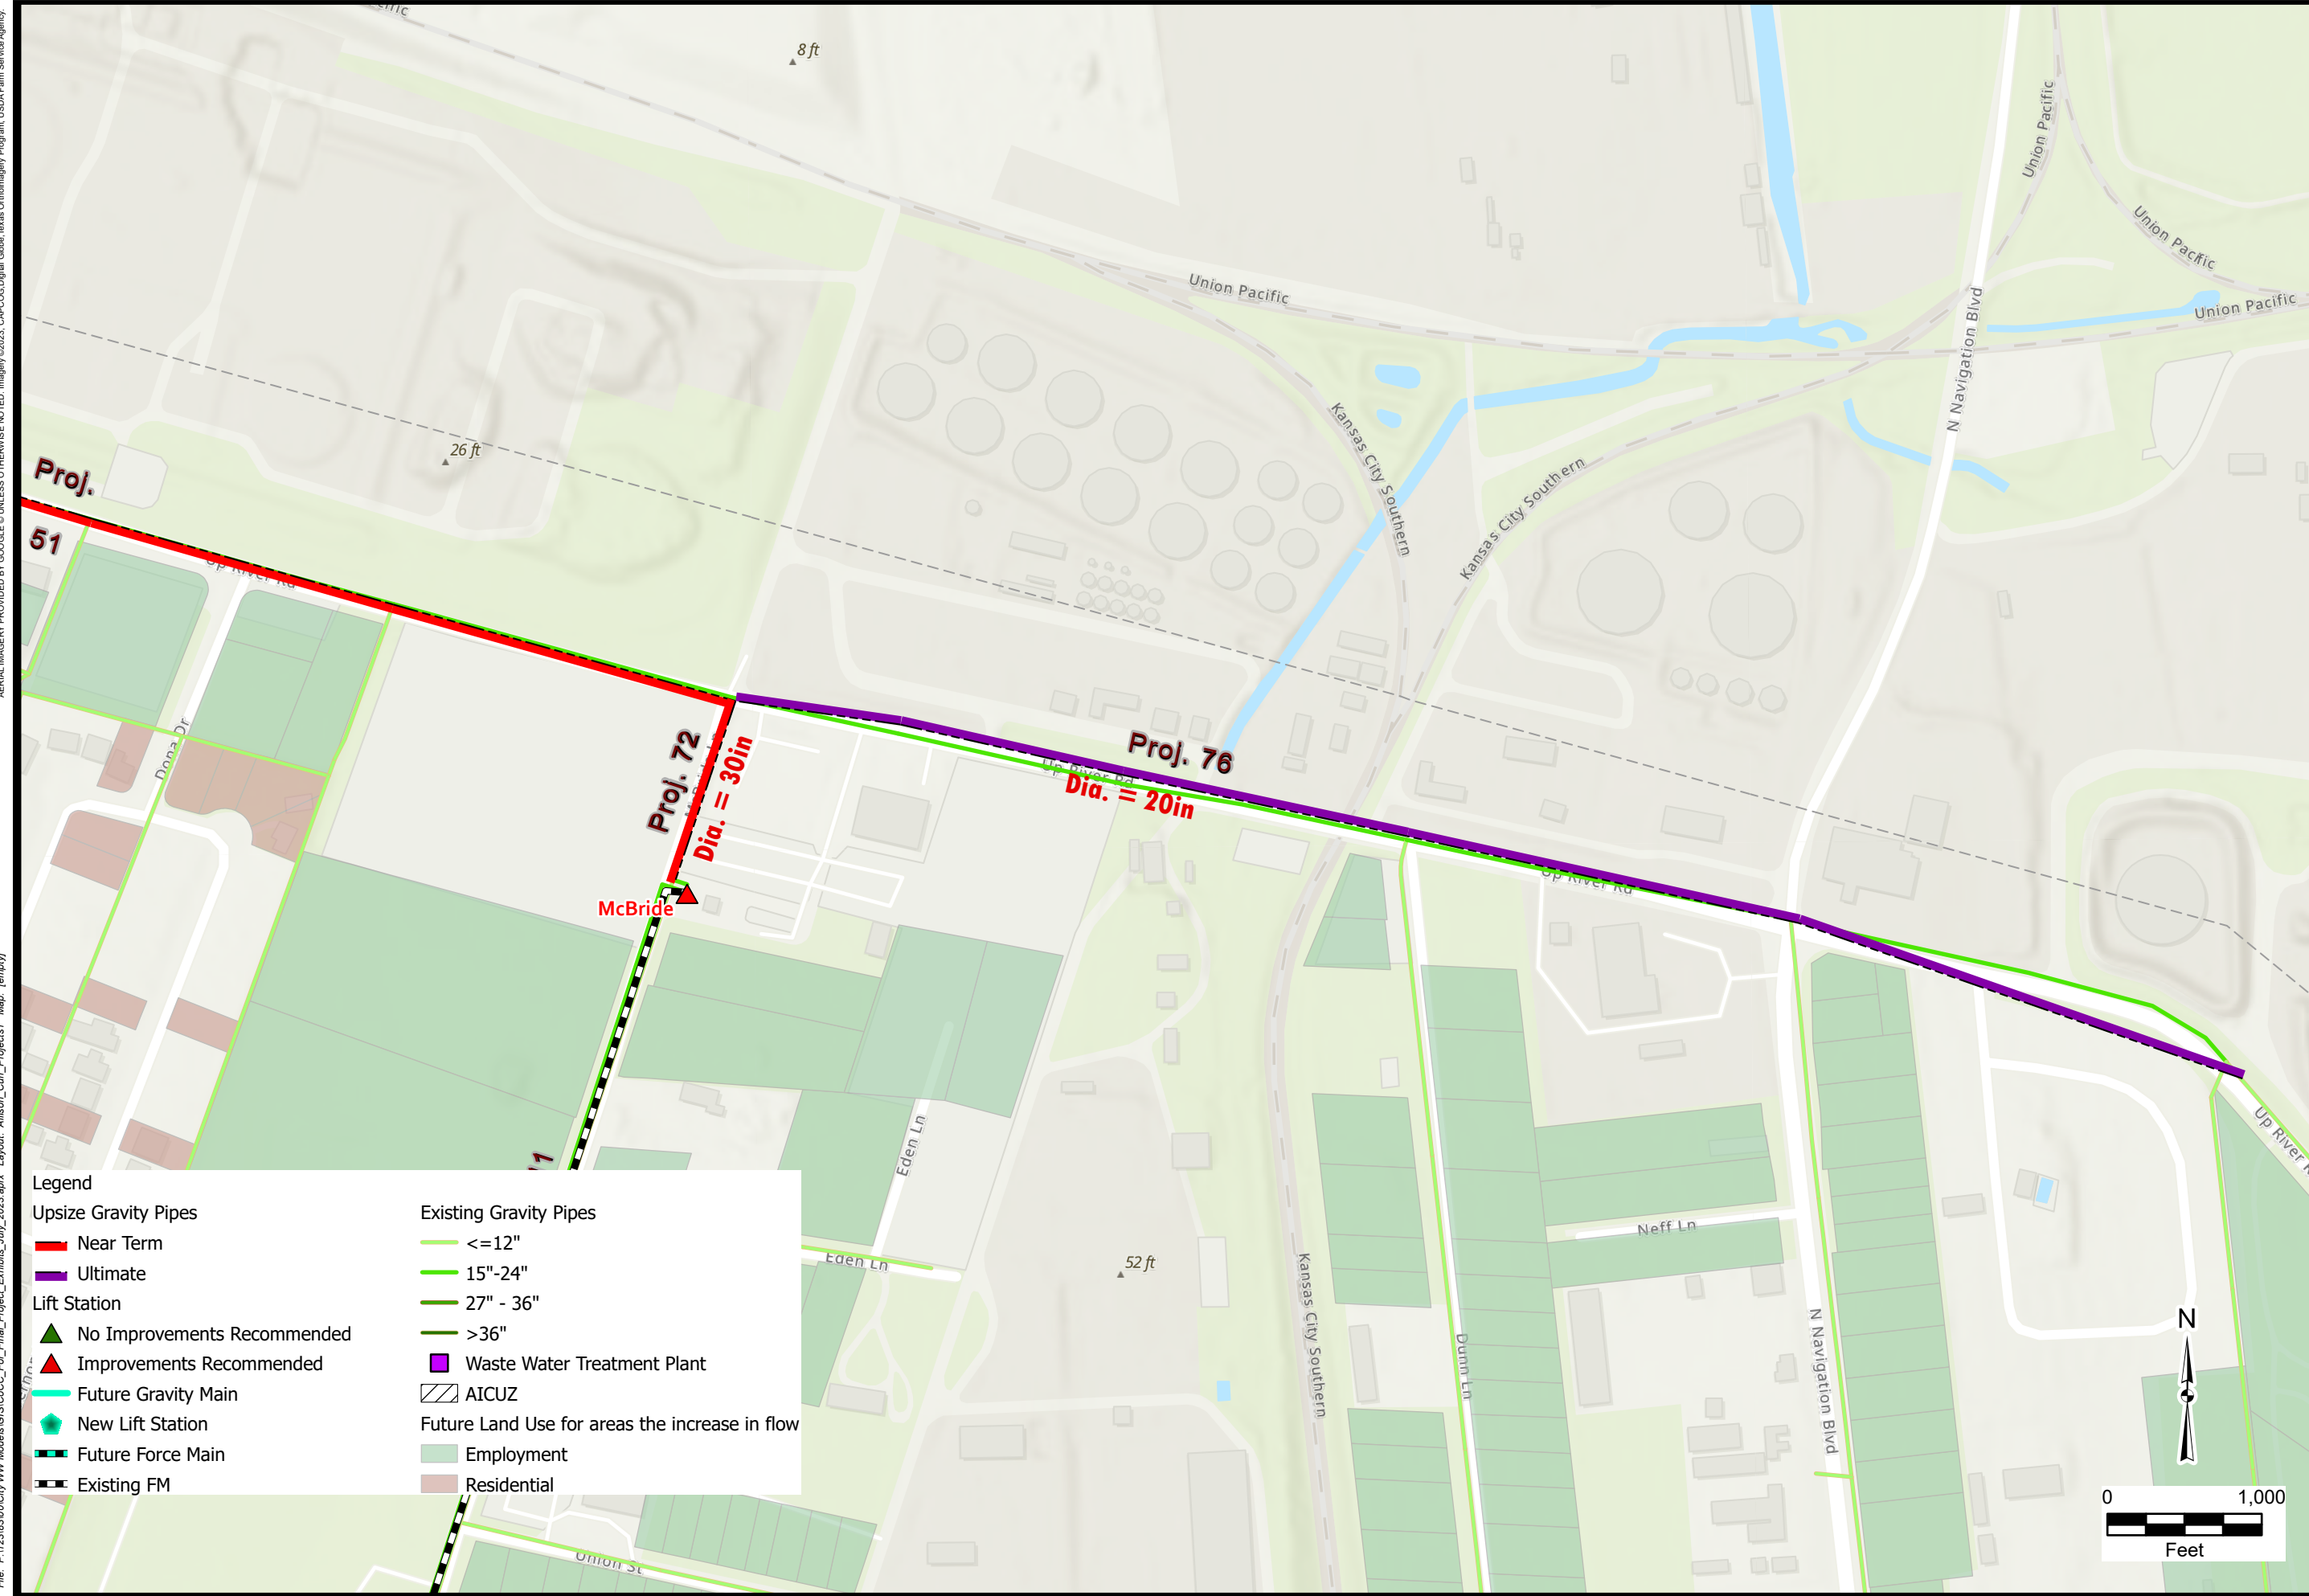 8 ft
Union Pacific
Union Pacific
Union Pacific
Union Pacific
N Navigation Blvd
Kansas City Southern
Kansas City Southern
26 ft
Proj.
51
Up River Rd
Dona Dr
Proj. 72
Dia. = 30in
Proj. 76
Up River Rd
Dia. = 20in
Up River Rd
McBride
Up River
Eden Ln
Eden Ln
52 ft
Kansas City Southern
Dunn Ln
Neff Ln
N Navigation Blvd
Union St
Legend
Upsize Gravity Pipes
Near Term
Ultimate
Lift Station
No Improvements Recommended
Improvements Recommended
Future Gravity Main
New Lift Station
Future Force Main
Existing FM
Existing Gravity Pipes
<=12"
15"-24"
27" - 36"
>36"
Waste Water Treatment Plant
AICUZ
Future Land Use for areas the increase in flow
Employment
Residential
N
0 1,000
Feet